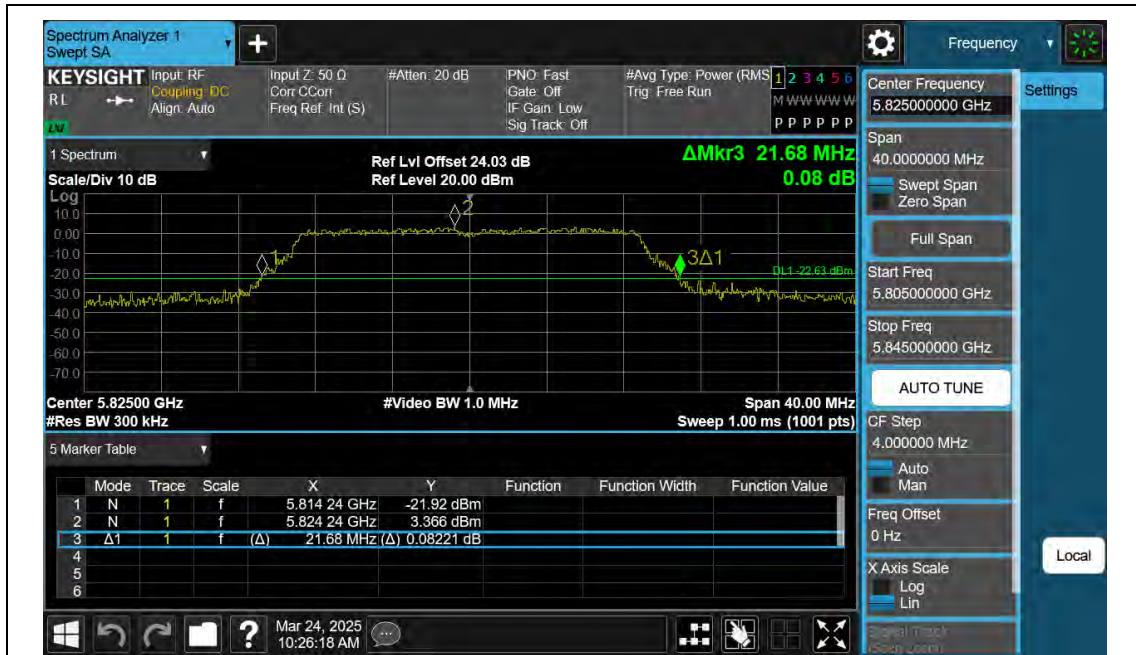 Spectrum Analyzer 1
Swept SA
Frequency
KEYSIGHT
RL
LXI
Input: RF
Coupling: DC
Align: Auto
Input Z: 50 Ω
Corr CCorr
Freq Ref: Int (S)
#Atten: 20 dB
PNO: Fast
Gate: Off
IF Gain: Low
Sig Track: Off
#Avg Type: Power (RMS
Trig: Free Run
1 2 3 4 5 6
M W W W W W
P P P P P P
1 Spectrum
Scale/Div 10 dB
Ref Lvl Offset 24.03 dB
Ref Level 20.00 dBm
ΔMkr3 21.68 MHz
0.08 dB
Log
10.0
0.00
-10.0
-20.0
-30.0
-40.0
-50.0
-60.0
-70.0
1
2
3Δ1
DL1 -22.63 dBm
Center 5.82500 GHz
#Video BW 1.0 MHz
Span 40.00 MHz
#Res BW 300 kHz
Sweep 1.00 ms (1001 pts)
5 Marker Table
Mode Trace Scale X Y Function Function Width Function Value
1 N 1 f 5.814 24 GHz -21.92 dBm
2 N 1 f 5.824 24 GHz 3.366 dBm
3 Δ1 1 f (Δ) 21.68 MHz (Δ) 0.08221 dB
4
5
6
Mar 24, 2025
10:26:18 AM
Center Frequency
5.825000000 GHz
Span
40.0000000 MHz
Swept Span
Zero Span
Full Span
Start Freq
5.805000000 GHz
Stop Freq
5.845000000 GHz
AUTO TUNE
CF Step
4.000000 MHz
Auto
Man
Freq Offset
0 Hz
X Axis Scale
Log
Lin
Signal Track
(Span Zoom)
Settings
Local